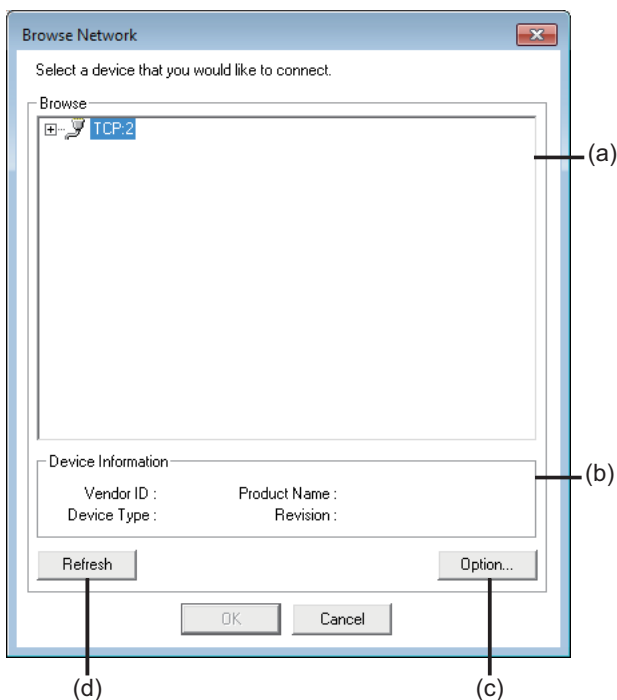 Browse Network
Select a device that you would like to connect.
Browse
TCP:2
(a)
Device Information
(b)
Vendor ID : Product Name :
Device Type : Revision :
Refresh Option...
OK Cancel
(d) (c)